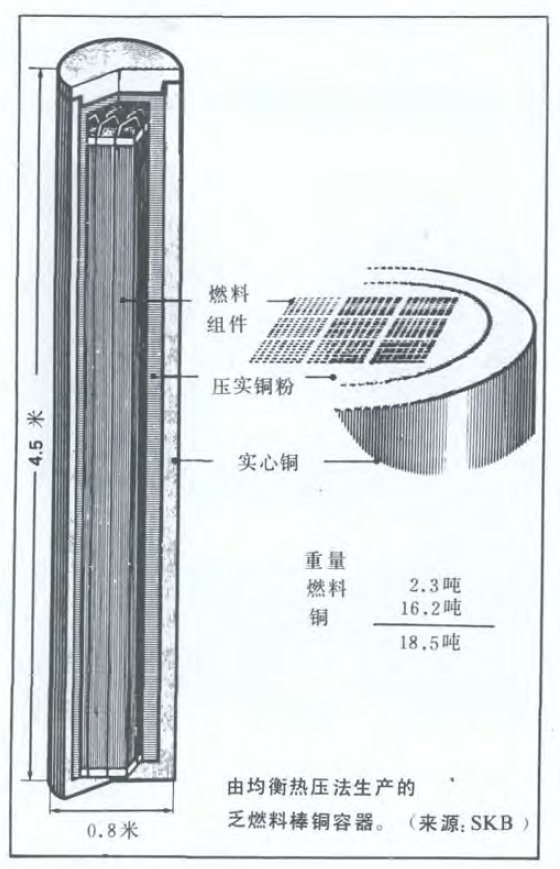 4.5 米
燃料
组件
压实铜粉
实心铜
重量
燃料 2.3吨
铜 16.2吨
18.5吨
由均衡热压法生产的
乏燃料棒铜容器。（来源: SKB）
0.8米